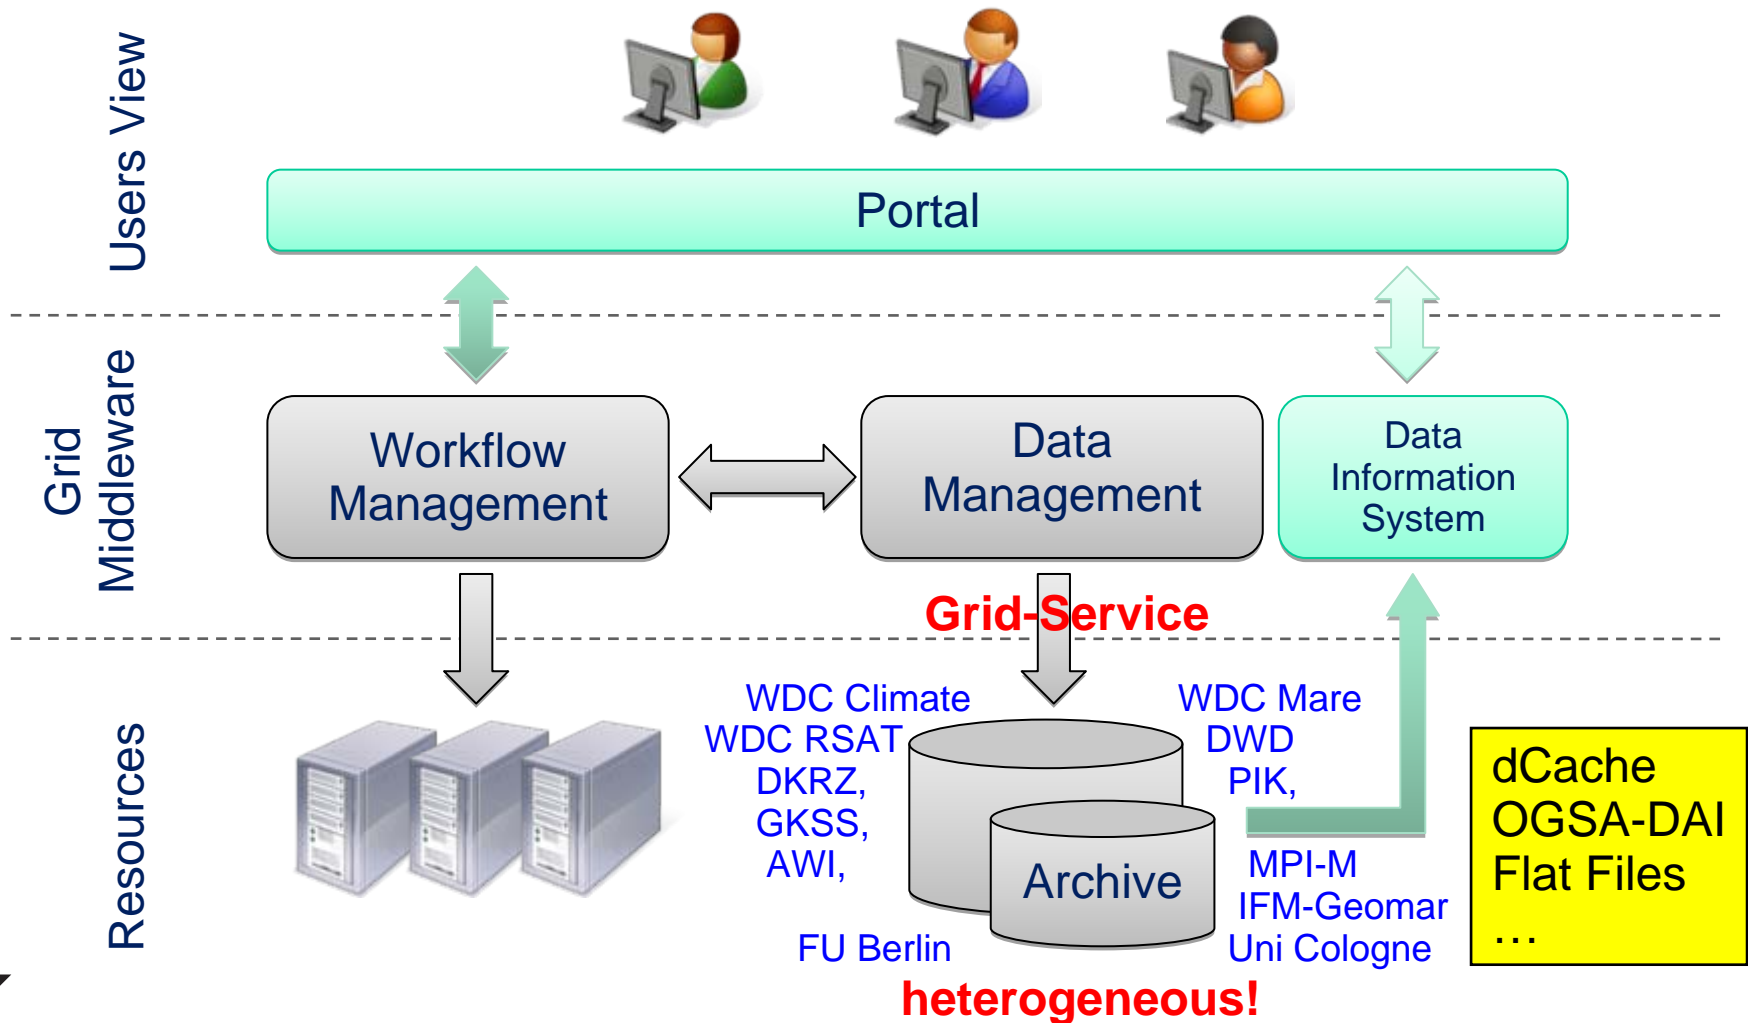 Users View
Portal
Grid
Middleware
Workflow
Management
Data
Management
Data
Information
System
Grid-Service
Resources
WDC Climate
WDC RSAT
DKRZ,
GKSS,
AWI,
FU Berlin
WDC Mare
DWD
PIK,
MPI-M
IFM-Geomar
Uni Cologne
Archive
heterogeneous!
dCache
OGSA-DAI
Flat Files
…